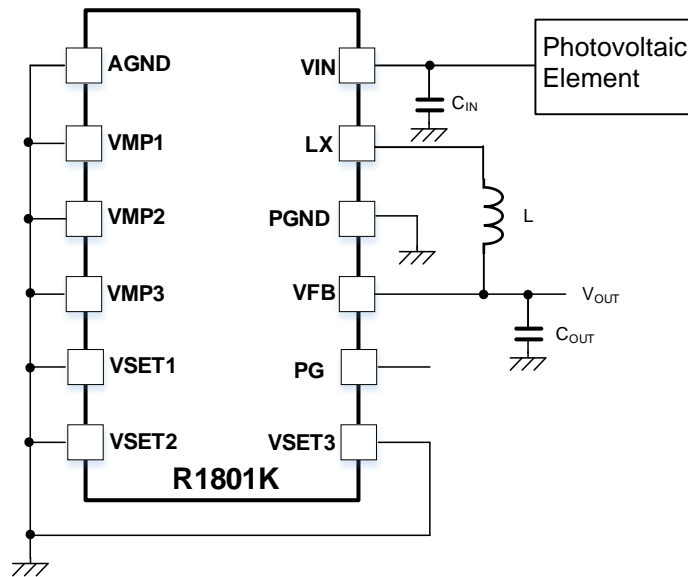 AGND
VMP1
VMP2
VMP3
VSET1
VSET2
VIN
LX
PGND
VFB
PG
VSET3
R1801K
Photovoltaic
Element
CIN
L
VOUT
COUT